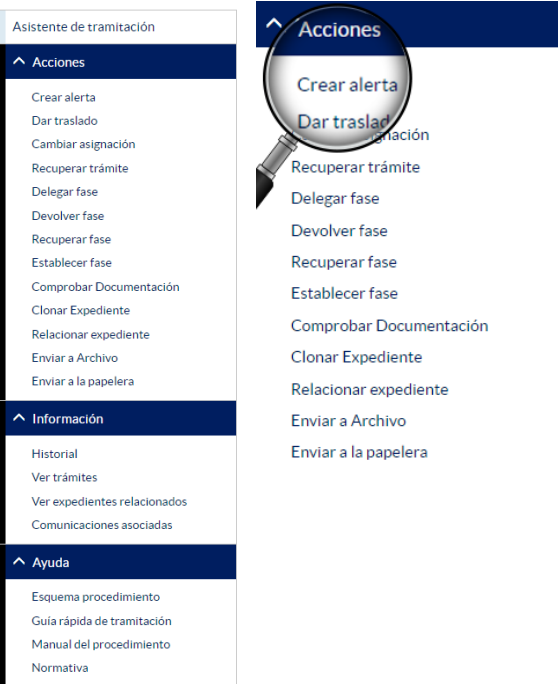 Asistente de tramitación
Acciones
Crear alerta
Dar traslado
Cambiar asignación
Recuperar trámite
Delegar fase
Devolver fase
Recuperar fase
Establecer fase
Comprobar Documentación
Clonar Expediente
Relacionar expediente
Enviar a Archivo
Enviar a la papelera
Información
Historial
Ver trámites
Ver expedientes relacionados
Comunicaciones asociadas
Ayuda
Esquema procedimiento
Guía rápida de tramitación
Manual del procedimiento
Normativa
Acciones
Crear alerta
Dar traslad
nación
Recuperar trámite
Delegar fase
Devolver fase
Recuperar fase
Establecer fase
Comprobar Documentación
Clonar Expediente
Relacionar expediente
Enviar a Archivo
Enviar a la papelera